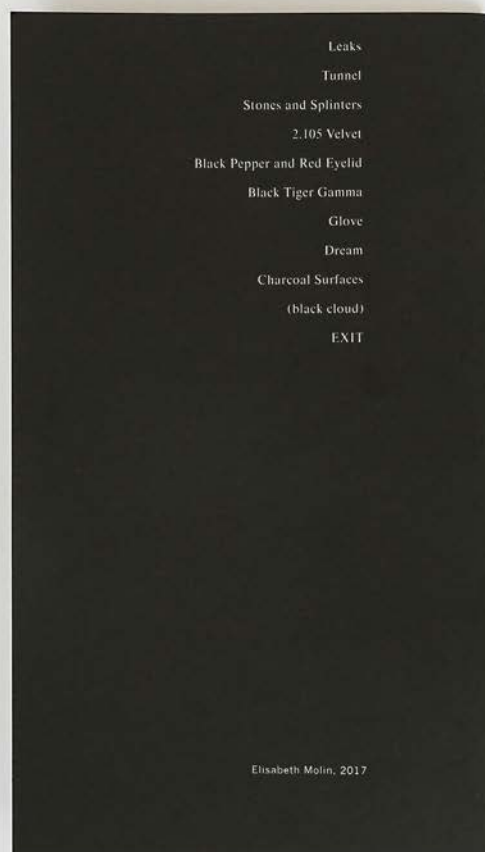 Leaks
Tunnel
Stones and Splinters
2.105 Velvet
Black Pepper and Red Eyelid
Black Tiger Gamma
Glove
Dream
Charcoal Surfaces
(black cloud)
EXIT
Elisabeth Molin, 2017